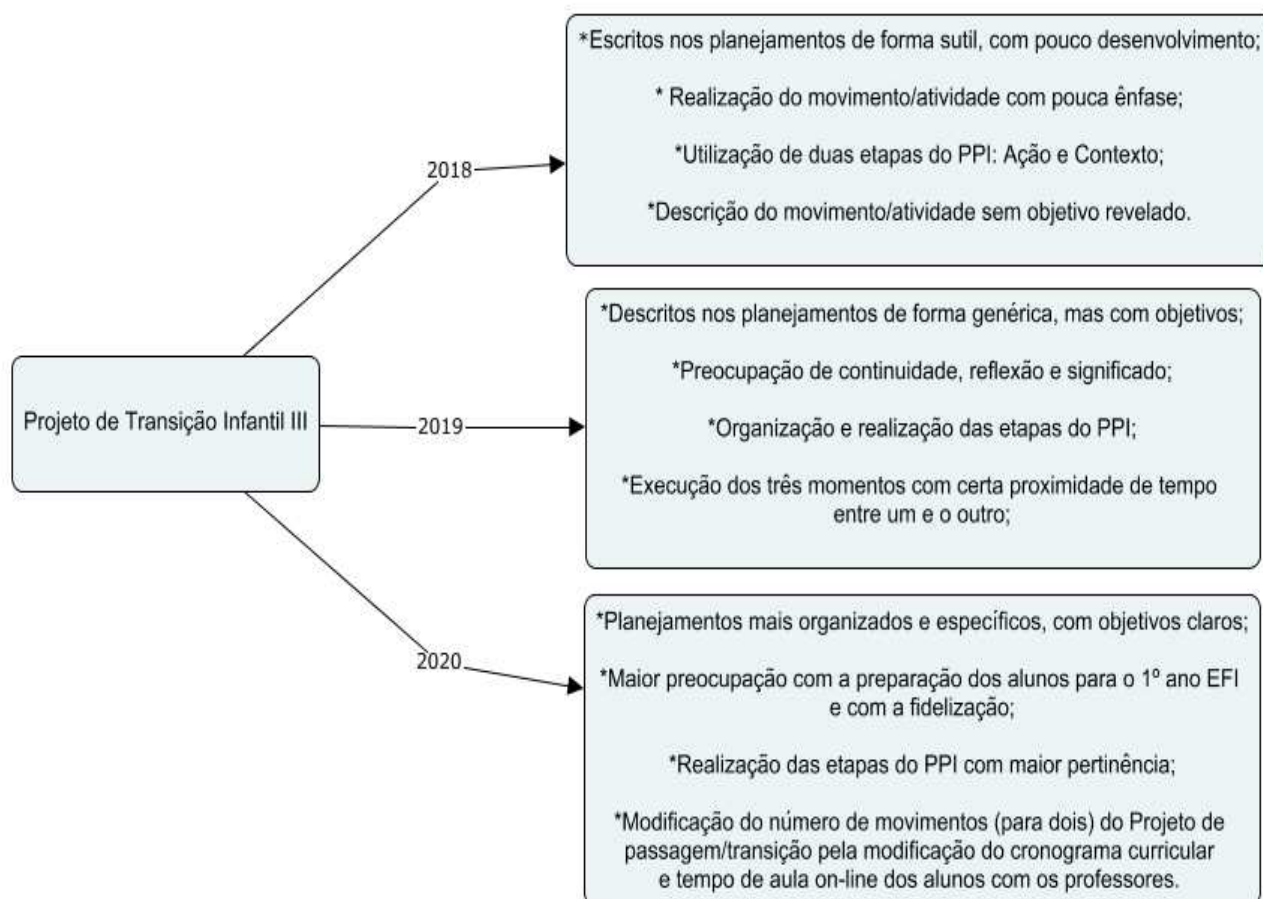 Projeto de Transição Infantil III
2018
*Escritos nos planejamentos de forma sutil, com pouco desenvolvimento;
* Realização do movimento/atividade com pouca ênfase;
*Utilização de duas etapas do PPI: Ação e Contexto;
*Descrição do movimento/atividade sem objetivo revelado.
2019
*Descritos nos planejamentos de forma genérica, mas com objetivos;
*Preocupação de continuidade, reflexão e significado;
*Organização e realização das etapas do PPI;
*Execução dos três momentos com certa proximidade de tempo
entre um e o outro;
2020
*Planejamentos mais organizados e específicos, com objetivos claros;
*Maior preocupação com a preparação dos alunos para o 1º ano EFI
e com a fidelização;
*Realização das etapas do PPI com maior pertinência;
*Modificação do número de movimentos (para dois) do Projeto de
passagem/transição pela modificação do cronograma curricular
e tempo de aula on-line dos alunos com os professores.